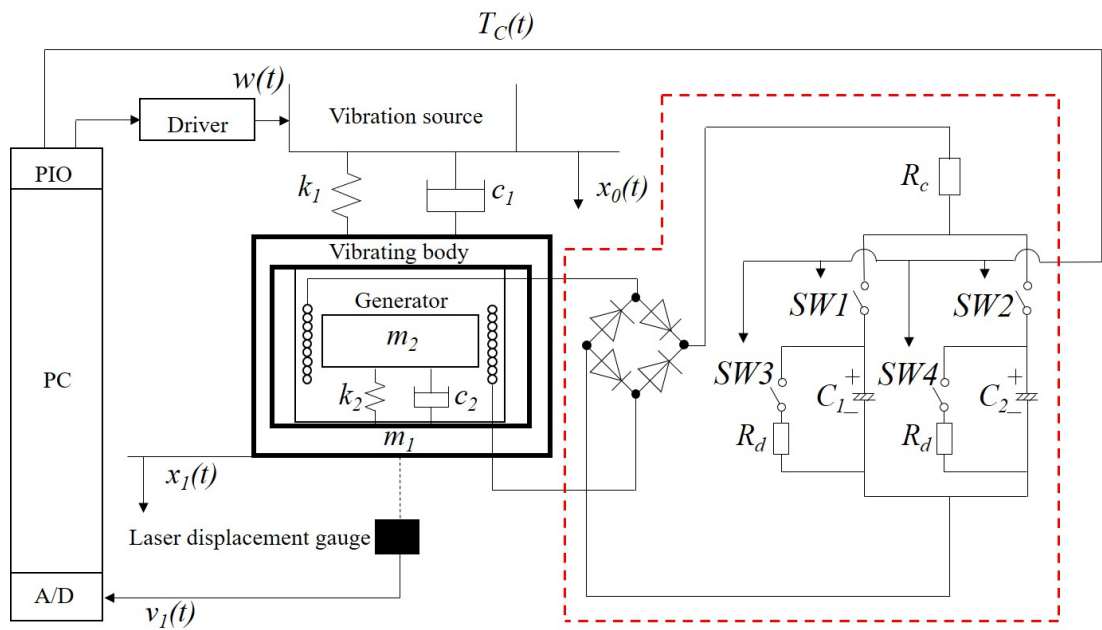 T_C(t)
w(t)
Driver
Vibration source
PIO
k_1
c_1
x_0(t)
R_c
Vibrating body
Generator
m_2
SW1
SW2
PC
k_2
c_2
SW3
SW4
C_1
+
_
C_2
+
_
m_1
R_d
R_d
x_1(t)
Laser displacement gauge
A/D
v_1(t)